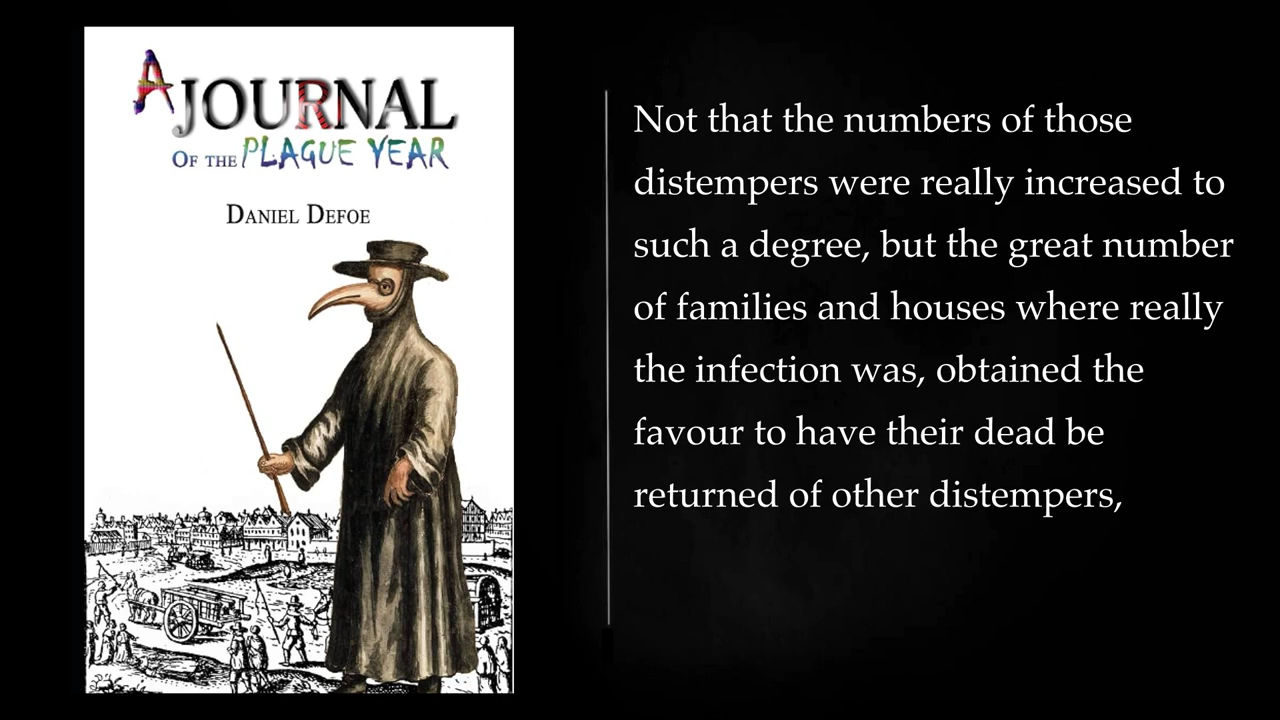 A JOURNAL
OF THE PLAGUE YEAR
DANIEL DEFOE
Not that the numbers of those
distempers were really increased to
such a degree, but the great number
of families and houses where really
the infection was, obtained the
favour to have their dead be
returned of other distempers,